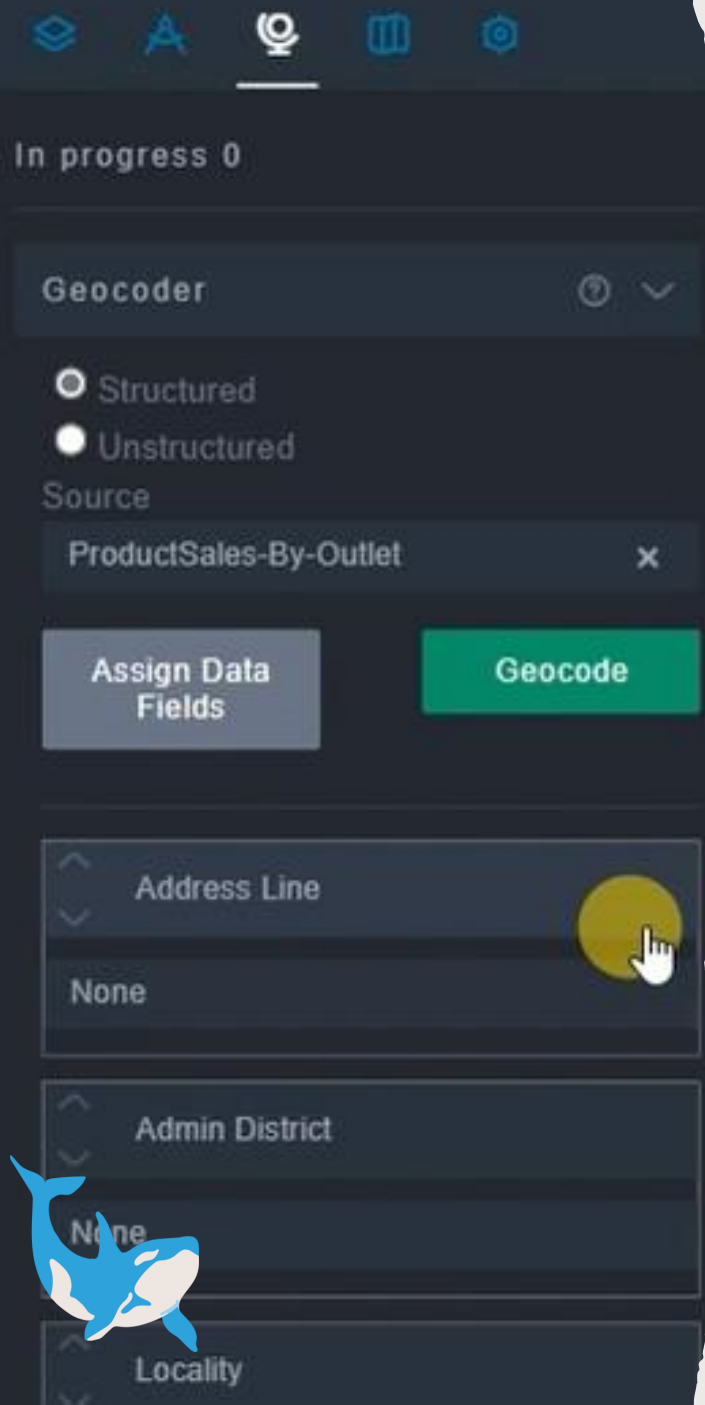 In progress 0
Geocoder
Structured
Unstructured
Source
ProductSales-By-Outlet
Assign Data
Fields
Geocode
Address Line
None
Admin District
None
Locality